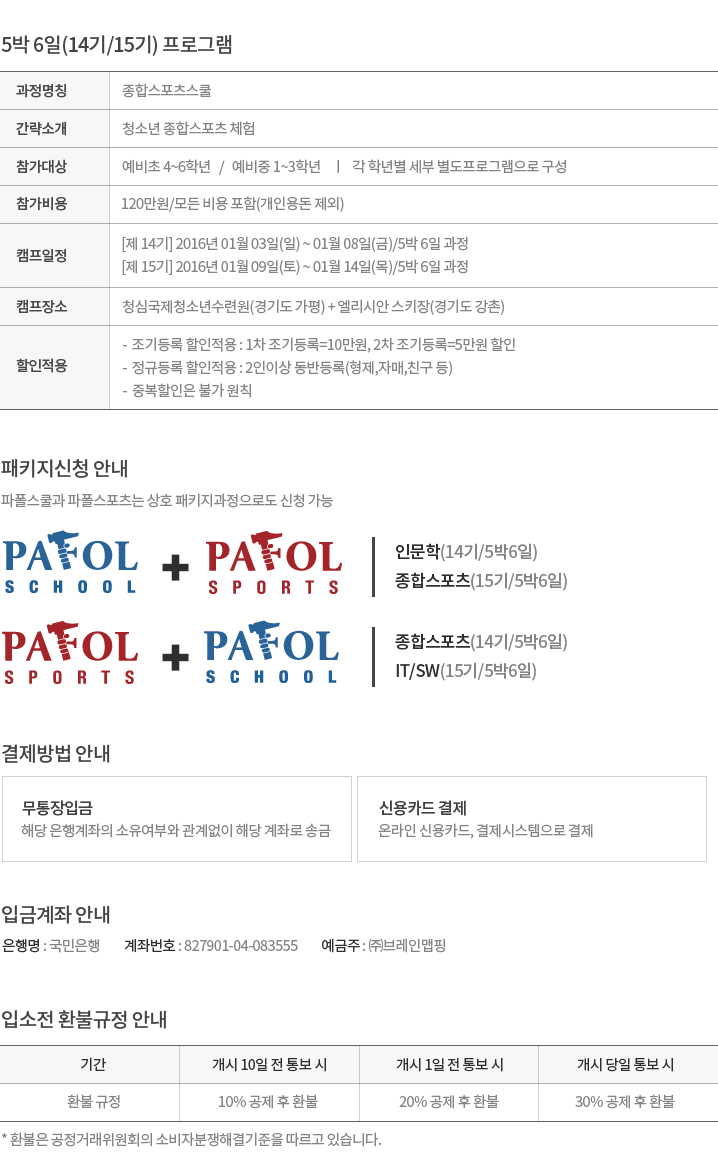 5박 6일(14기/15기) 프로그램
과정명칭 종합스포츠스쿨
간략소개 청소년 종합스포츠 체험
참가대상 예비초 4~6학년 / 예비중 1~3학년 | 각 학년별 세부 별도프로그램으로 구성
참가비용 120만원/모든 비용 포함(개인용돈 제외)
캠프일정
[제 14기] 2016년 01월 03일(일) ~ 01월 08일(금)/5박 6일 과정
[제 15기] 2016년 01월 09일(토) ~ 01월 14일(목)/5박 6일 과정
캠프장소 청심국제청소년수련원(경기도 가평) + 엘리시안 스키장(경기도 강촌)
할인적용
- 조기등록 할인적용 : 1차 조기등록=10만원, 2차 조기등록=5만원 할인
- 정규등록 할인적용 : 2인이상 동반등록(형제,자매,친구 등)
- 중복할인은 불가 원칙
패키지신청 안내
파폴스쿨과 파폴스포츠는 상호 패키지과정으로도 신청 가능
PAFOL + PAFOL
SCHOOL SPORTS
인문학(14기/5박6일)
종합스포츠(15기/5박6일)
PAFOL + PAFOL
SPORTS SCHOOL
종합스포츠(14기/5박6일)
IT/SW(15기/5박6일)
결제방법 안내
무통장입금
해당 은행계좌의 소유여부와 관계없이 해당 계좌로 송금
신용카드 결제
온라인 신용카드, 결제시스템으로 결제
입금계좌 안내
은행명 : 국민은행 계좌번호 : 827901-04-083555 예금주 : ㈜브레인맵핑
입소전 환불규정 안내
기간 개시 10일 전 통보 시 개시 1일 전 통보 시 개시 당일 통보 시
환불 규정 10% 공제 후 환불 20% 공제 후 환불 30% 공제 후 환불
* 환불은 공정거래위원회의 소비자분쟁해결기준을 따르고 있습니다.